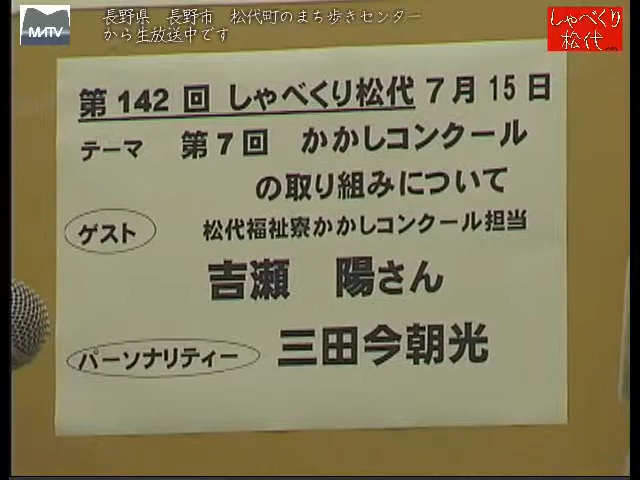 長野県　長野市　松代町のまち歩きセンター
から生放送中です
MATV
しゃべくり
松代
第142回 しゃべくり松代 7月15日
テーマ　第7回　かかしコンクール
の取り組みについて
ゲスト　松代福祉寮かかしコンクール担当
吉瀬　陽さん
パーソナリティー　三田今朝光